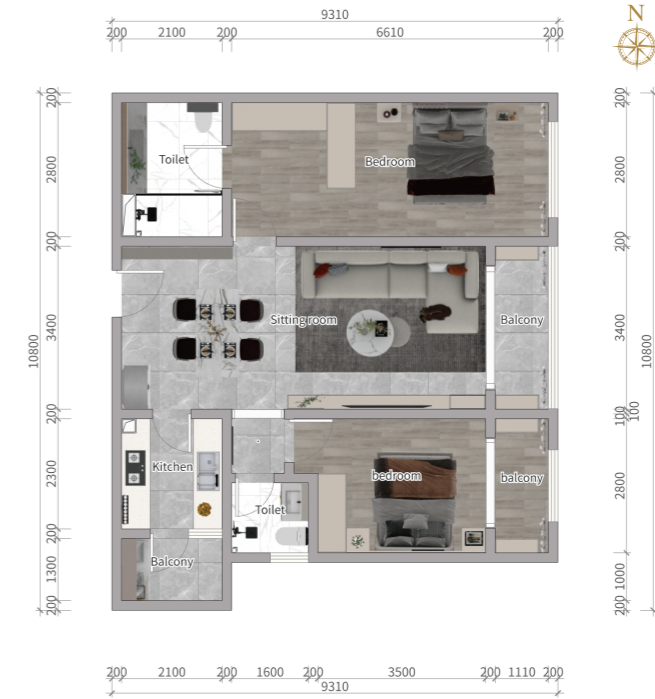 9310
N
200 2100 200 6610 200
200 200
2800 Toilet Bedroom 2800
200 200
10800 3400 Sitting room Balcony 3400 10800
200 100 100
2300 Kitchen bedroom balcony 2800
Toilet
200
1300 Balcony 1000
200 200
200 2100 200 1600 200 3500 200 1110 200
9310